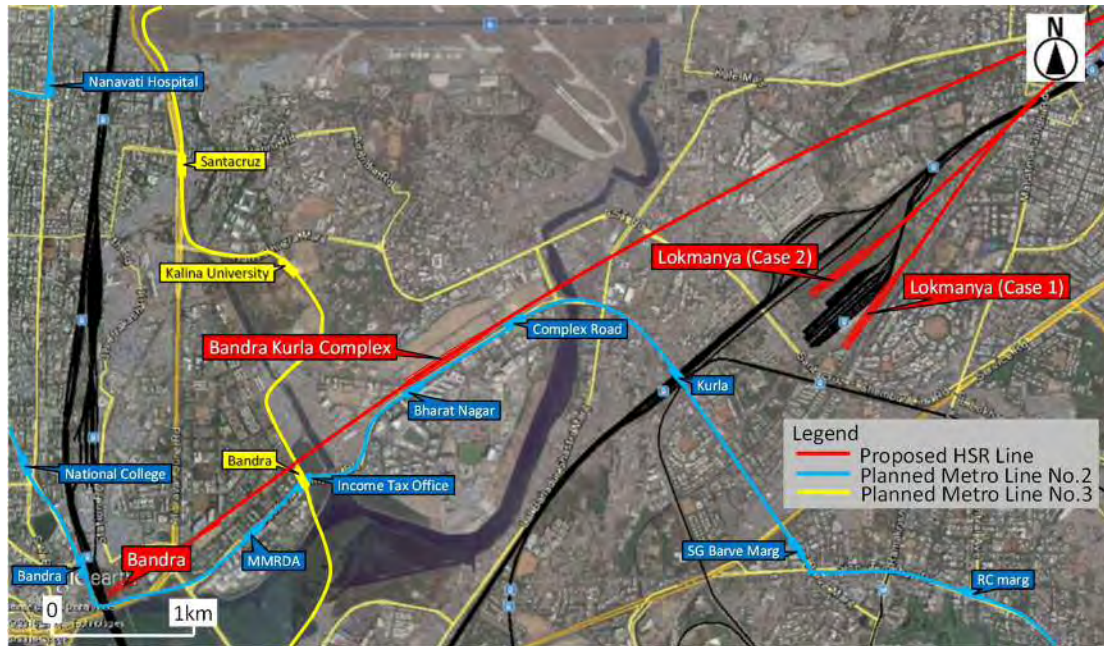 N
Nanavati Hospital
Santacruz
Kalina University
Lokmanya (Case 2)
Lokmanya (Case 1)
Complex Road
Bandra Kurla Complex
Kurla
Bharat Nagar
Legend
Proposed HSR Line
Planned Metro Line No.2
Planned Metro Line No.3
National College
Bandra
Income Tax Office
MMRDA
SG Barve Marg
Bandra
Bandra
RC marg
0
1km